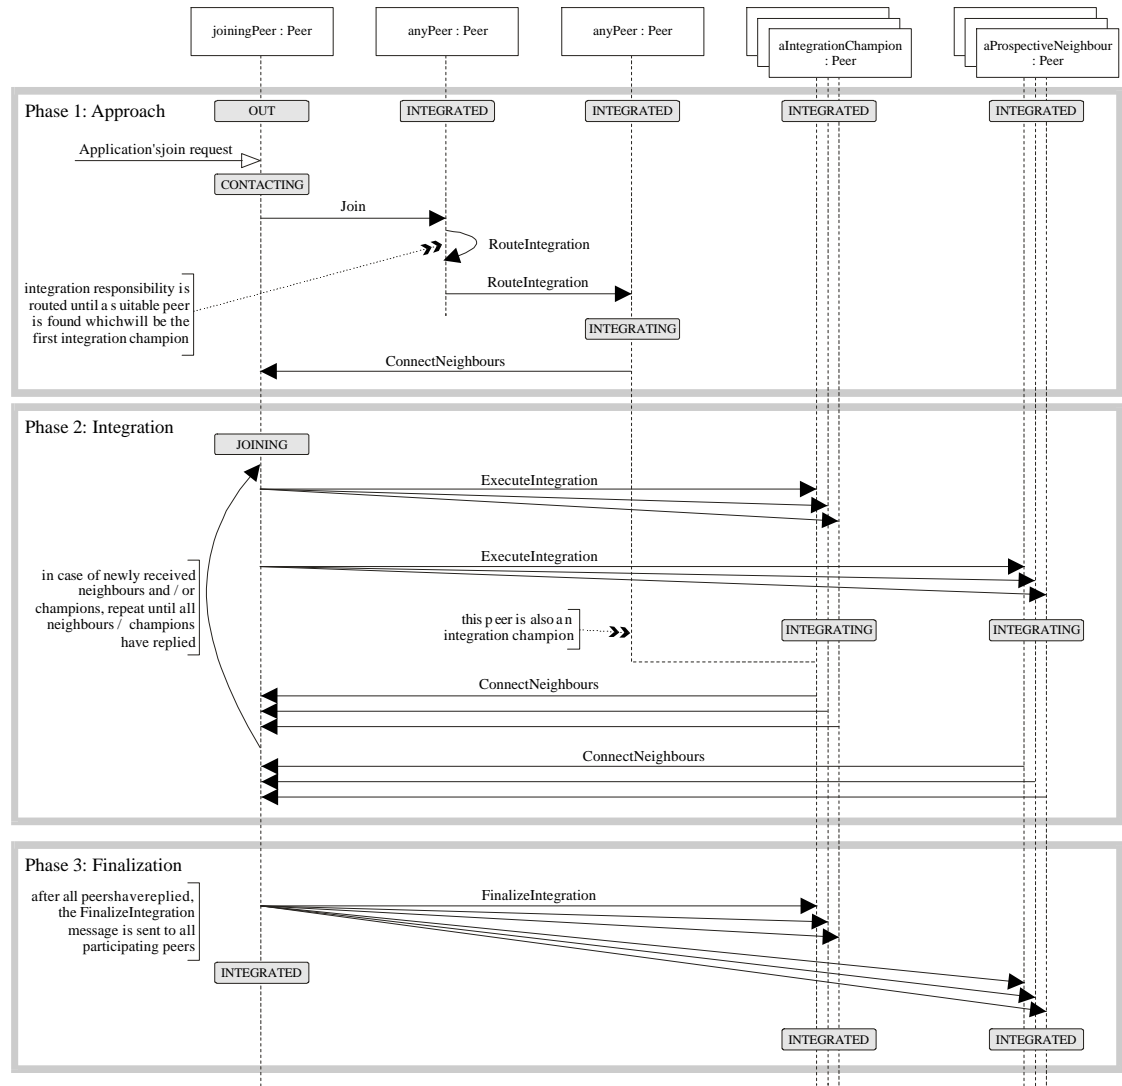 joiningPeer : Peer
anyPeer : Peer
anyPeer : Peer
aIntegrationChampion
: Peer
aProspectiveNeighbour
: Peer
Phase 1: Approach
OUT
INTEGRATED
INTEGRATED
INTEGRATED
INTEGRATED
Application'sjoin request
CONTACTING
Join
RouteIntegration
RouteIntegration
integration responsibility is
routed until a s uitable peer
is found whichwill be the
first integration champion
INTEGRATING
ConnectNeighbours
Phase 2: Integration
JOINING
ExecuteIntegration
ExecuteIntegration
in case of newly received
neighbours and / or
champions, repeat until all
neighbours / champions
have replied
this p eer is also a n
integration champion
INTEGRATING
INTEGRATING
ConnectNeighbours
ConnectNeighbours
Phase 3: Finalization
after all peershavereplied,
the FinalizeIntegration
message is sent to all
participating peers
FinalizeIntegration
INTEGRATED
INTEGRATED
INTEGRATED